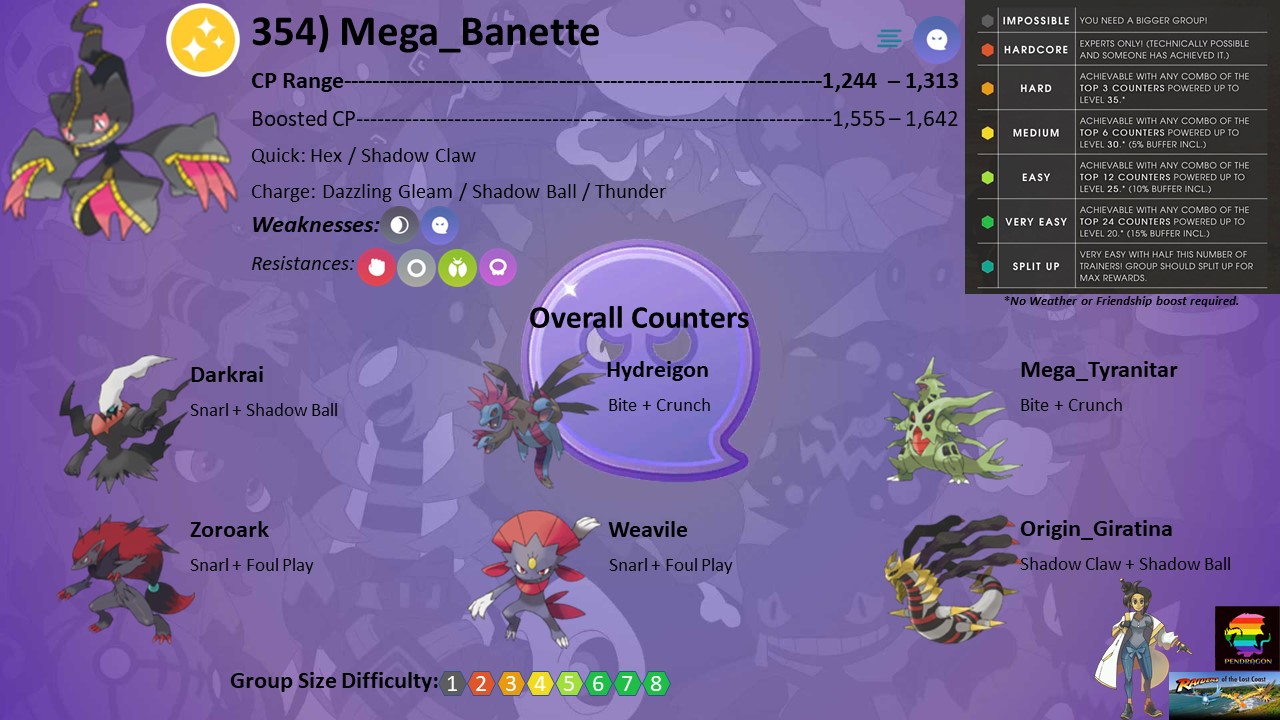 354) Mega_Banette
CP Range--------------------------------------------------------------------1,244 – 1,313
Boosted CP--------------------------------------------------------------------1,555 – 1,642
Quick: Hex / Shadow Claw
Charge: Dazzling Gleam / Shadow Ball / Thunder
Weaknesses:
Resistances:
IMPOSSIBLE
YOU NEED A BIGGER GROUP!
HARDCORE
EXPERTS ONLY! (TECHNICALLY POSSIBLE
AND SOMEONE HAS ACHIEVED IT.)
HARD
ACHIEVABLE WITH ANY COMBO OF THE
TOP 3 COUNTERS POWERED UP TO
LEVEL 35.*
MEDIUM
ACHIEVABLE WITH ANY COMBO OF THE
TOP 6 COUNTERS POWERED UP TO
LEVEL 30.* (5% BUFFER INCL.)
EASY
ACHIEVABLE WITH ANY COMBO OF THE
TOP 12 COUNTERS POWERED UP TO
LEVEL 25.* (10% BUFFER INCL.)
VERY EASY
ACHIEVABLE WITH ANY COMBO OF THE
TOP 24 COUNTERS POWERED UP TO
LEVEL 20.* (15% BUFFER INCL.)
SPLIT UP
VERY EASY WITH HALF THIS NUMBER OF
TRAINERS! GROUP SHOULD SPLIT UP FOR
MAX REWARDS.
*No Weather or Friendship boost required.
Overall Counters
Darkrai
Snarl + Shadow Ball
Hydreigon
Bite + Crunch
Mega_Tyranitar
Bite + Crunch
Zoroark
Snarl + Foul Play
Weavile
Snarl + Foul Play
Origin_Giratina
Shadow Claw + Shadow Ball
Group Size Difficulty: 1 2 3 4 5 6 7 8
PENDRAGON
RAIDERS of the Lost Coast